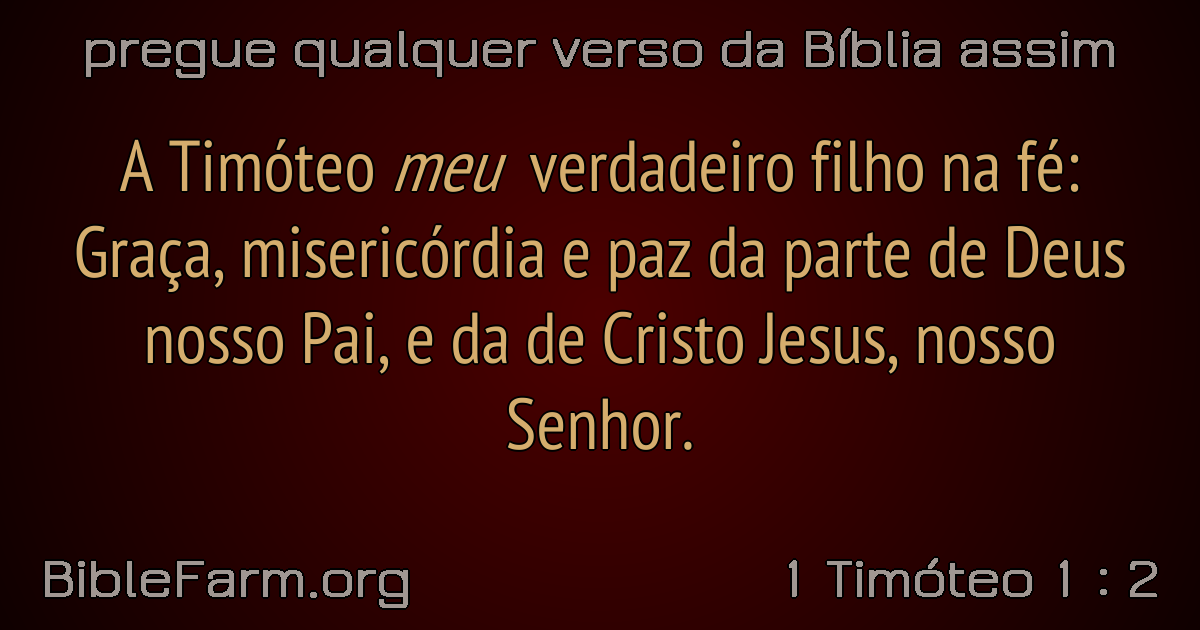 pregue qualquer verso da Bíblia assim
A Timóteo meu verdadeiro filho na fé:
Graça, misericórdia e paz da parte de Deus
nosso Pai, e da de Cristo Jesus, nosso
Senhor.
BibleFarm.org
1 Timóteo 1 : 2